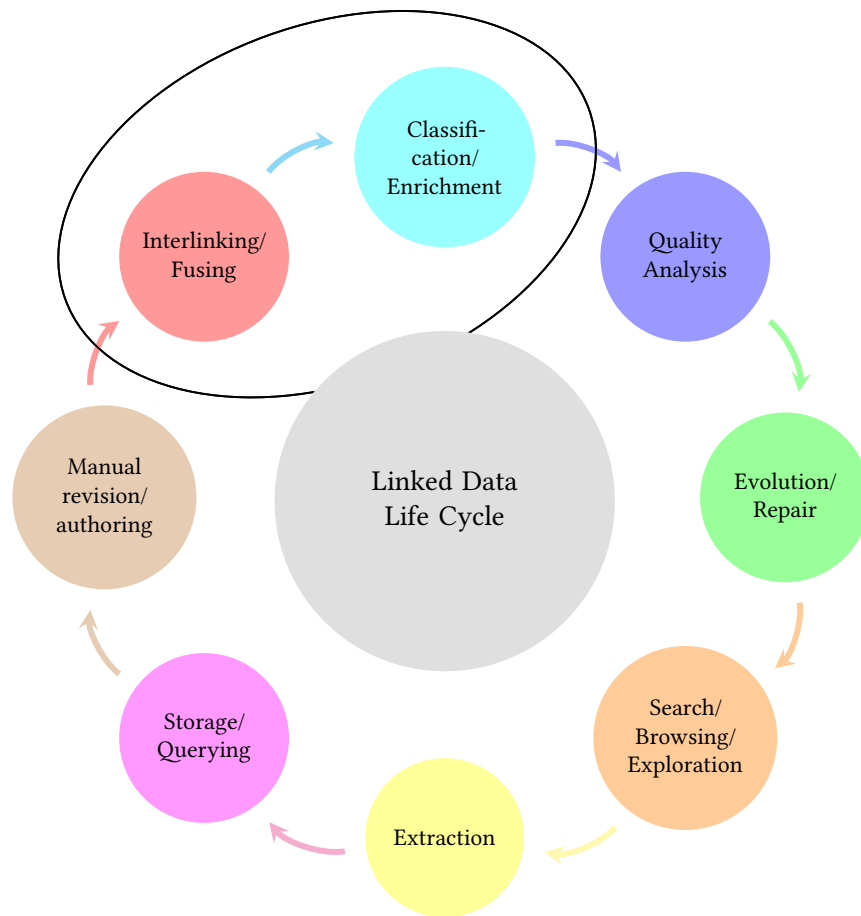 Classifi-
cation/
Enrichment
Interlinking/
Fusing
Quality
Analysis
Manual
revision/
authoring
Linked Data
Life Cycle
Evolution/
Repair
Storage/
Querying
Search/
Browsing/
Exploration
Extraction